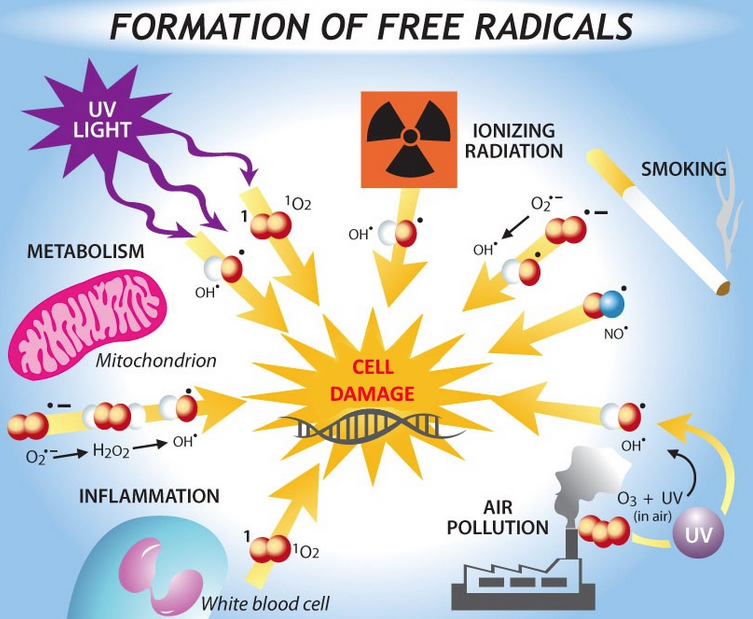 FORMATION OF FREE RADICALS
UV
LIGHT
IONIZING
RADIATION
SMOKING
1
¹O₂
OH•
OH•
O₂•–
•–
OH•
NO•
METABOLISM
Mitochondrion
CELL
DAMAGE
•–
O₂•–
H₂O₂
OH•
OH•
INFLAMMATION
1
¹O₂
White blood cell
AIR
POLLUTION
O₃ + UV
(in air)
UV